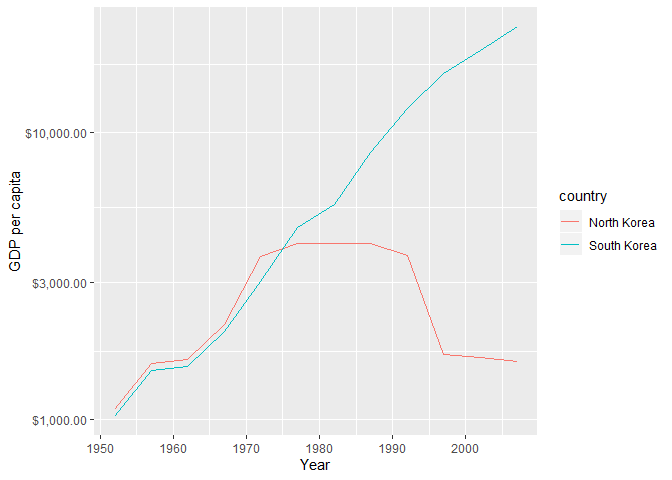 $10,000.00
$3,000.00
$1,000.00
GDP per capita
1950 1960 1970 1980 1990 2000
Year
country
North Korea
South Korea